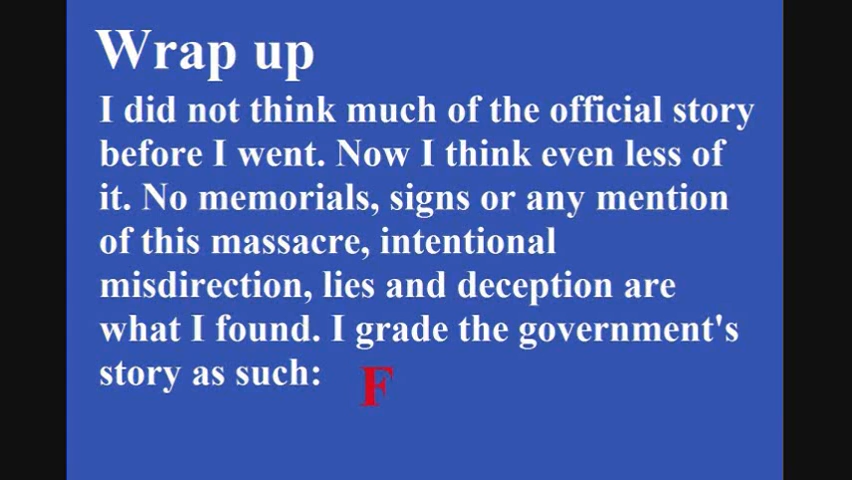 Wrap up
I did not think much of the official story
before I went. Now I think even less of
it. No memorials, signs or any mention
of this massacre, intentional
misdirection, lies and deception are
what I found. I grade the government's
story as such: F